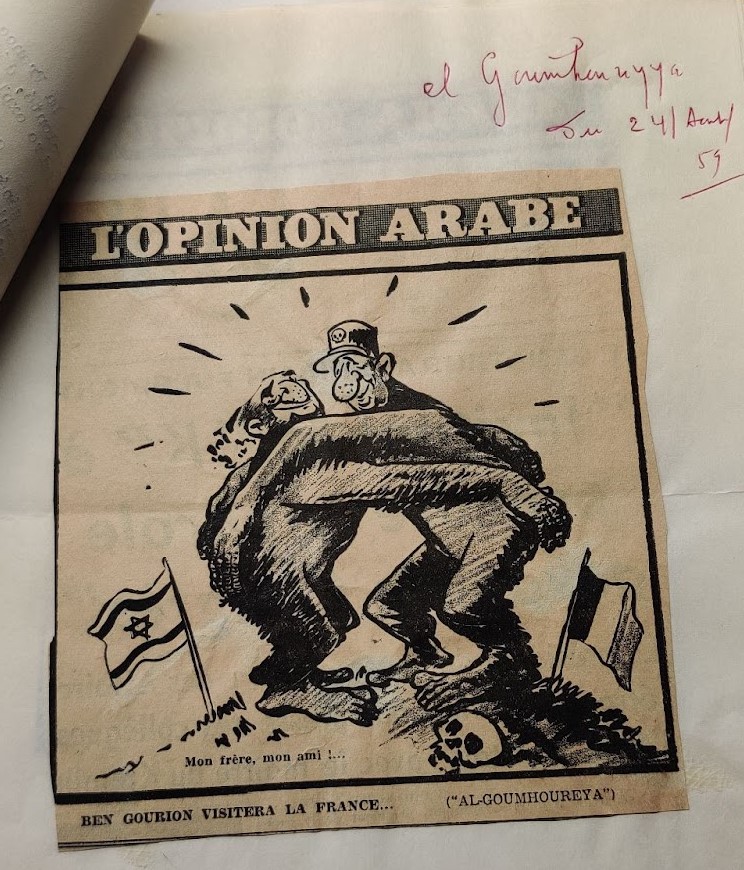 el Goumhouryya
Du 24/Août/
59
L'OPINION ARABE
Mon frère, mon ami !...
BEN GOURION VISITERA LA FRANCE...
("AL-GOUMHOUREYA")